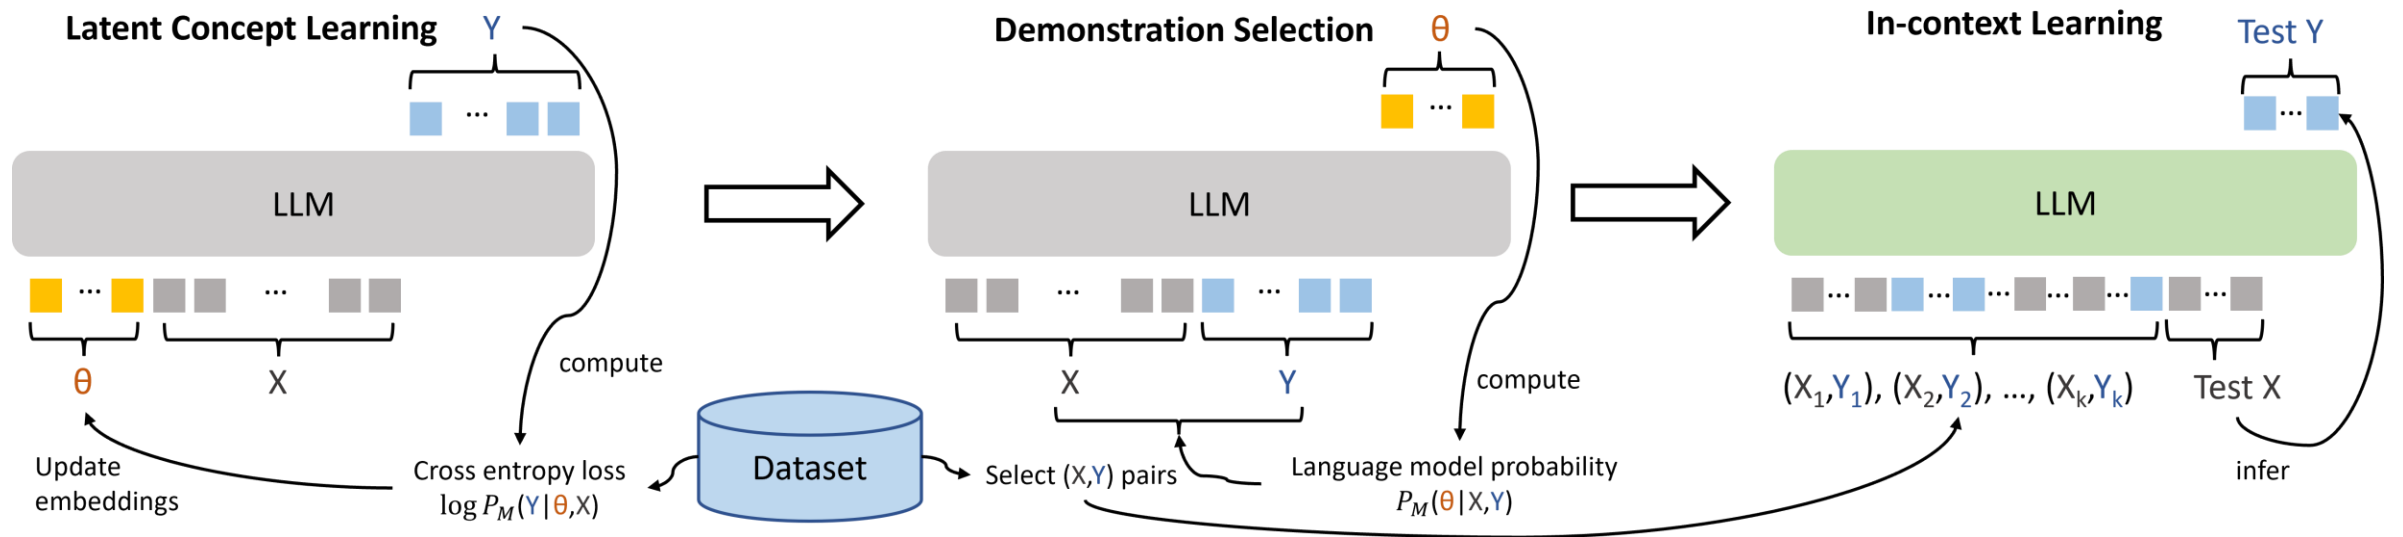 Latent Concept Learning
Y
...
LLM
...
...
θ
X
compute
Update
embeddings
Cross entropy loss
log P_M(Y|θ,X)
Dataset
Demonstration Selection
θ
...
LLM
...
...
X
Y
compute
Select (X,Y) pairs
Language model probability
P_M(θ|X,Y)
In-context Learning
Test Y
...
LLM
... ... ... ... ... ...
(X₁,Y₁), (X₂,Y₂), ..., (Xₖ,Yₖ)
Test X
infer